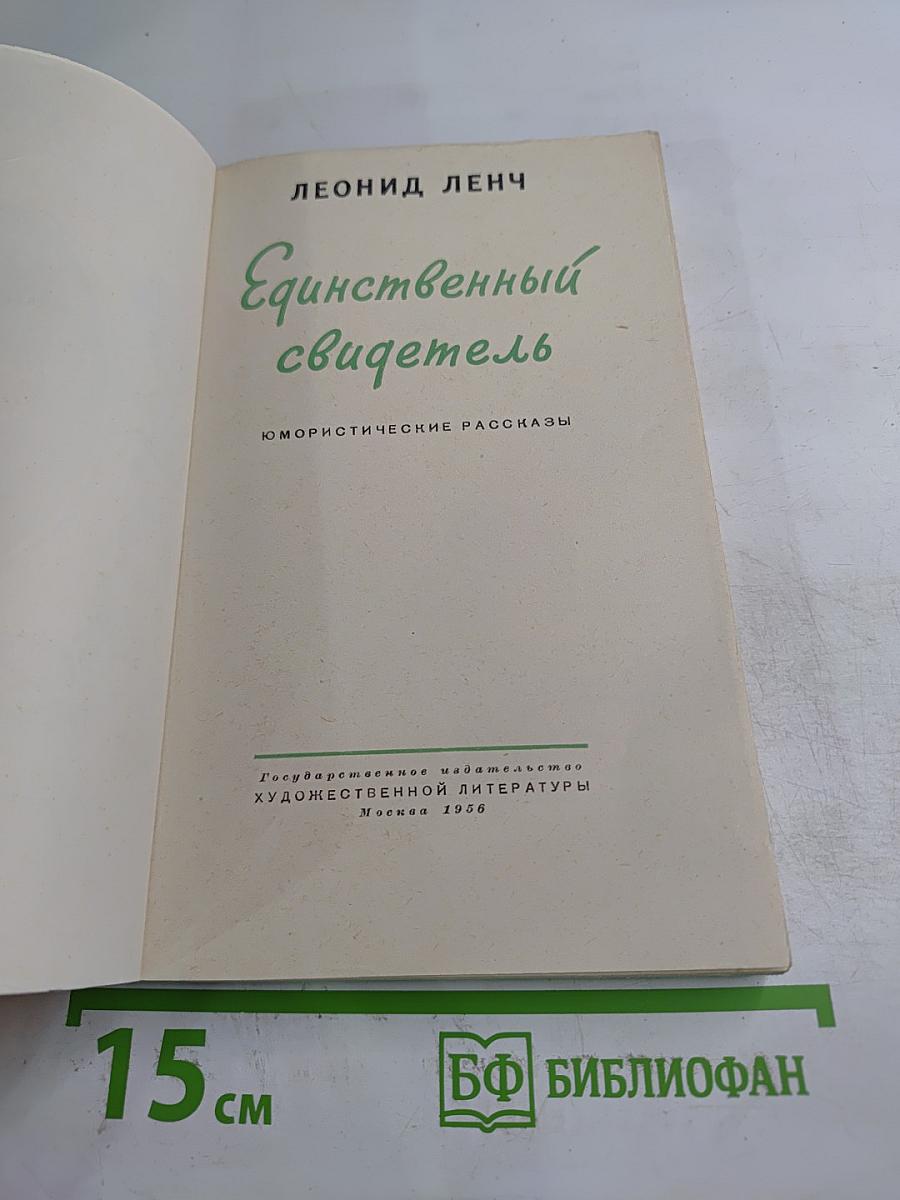 ЛЕОНИД ЛЕНЧ
Единственный
свидетель
ЮМОРИСТИЧЕСКИЕ РАССКАЗЫ
Государственное издательство
ХУДОЖЕСТВЕННОЙ ЛИТЕРАТУРЫ
Москва 1956
15 см
БФ БИБЛИОФАН